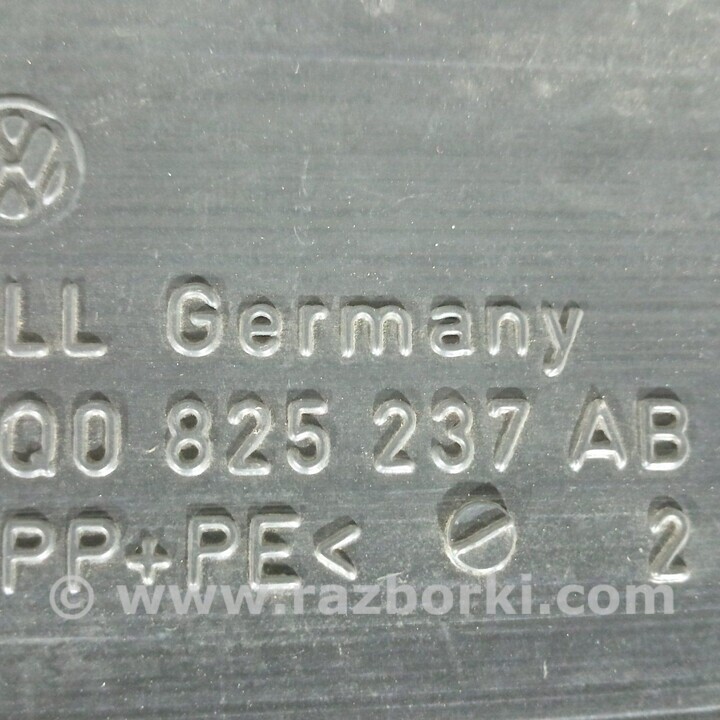 LL Germany
Q0 825 237 AB
PP+PE< 2
© www.razborki.com